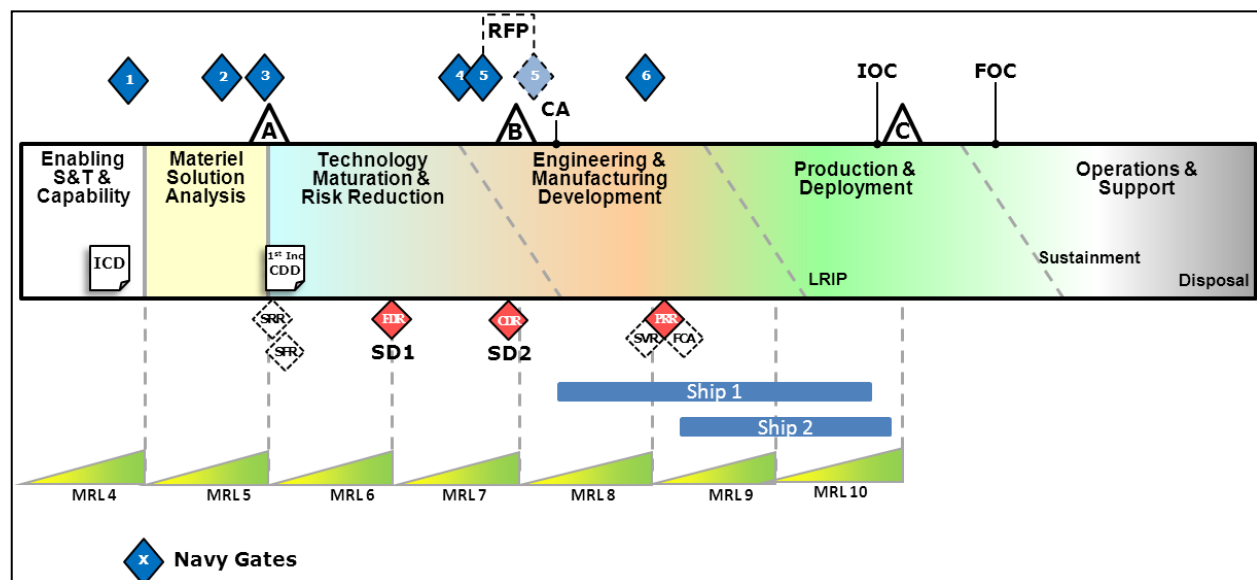 RFP
1
2
3
4
5
5
6
IOC
FOC
CA
A
B
C
Enabling
S&T &
Capability
Materiel
Solution
Analysis
Technology
Maturation &
Risk Reduction
Engineering &
Manufacturing
Development
Production &
Deployment
Operations &
Support
ICD
1st Inc
CDD
LRIP
Sustainment
Disposal
SRR
SFR
SD1
SD2
PRR
SVR
FCA
Ship 1
Ship 2
MRL 4
MRL 5
MRL 6
MRL 7
MRL 8
MRL 9
MRL 10
x
Navy Gates